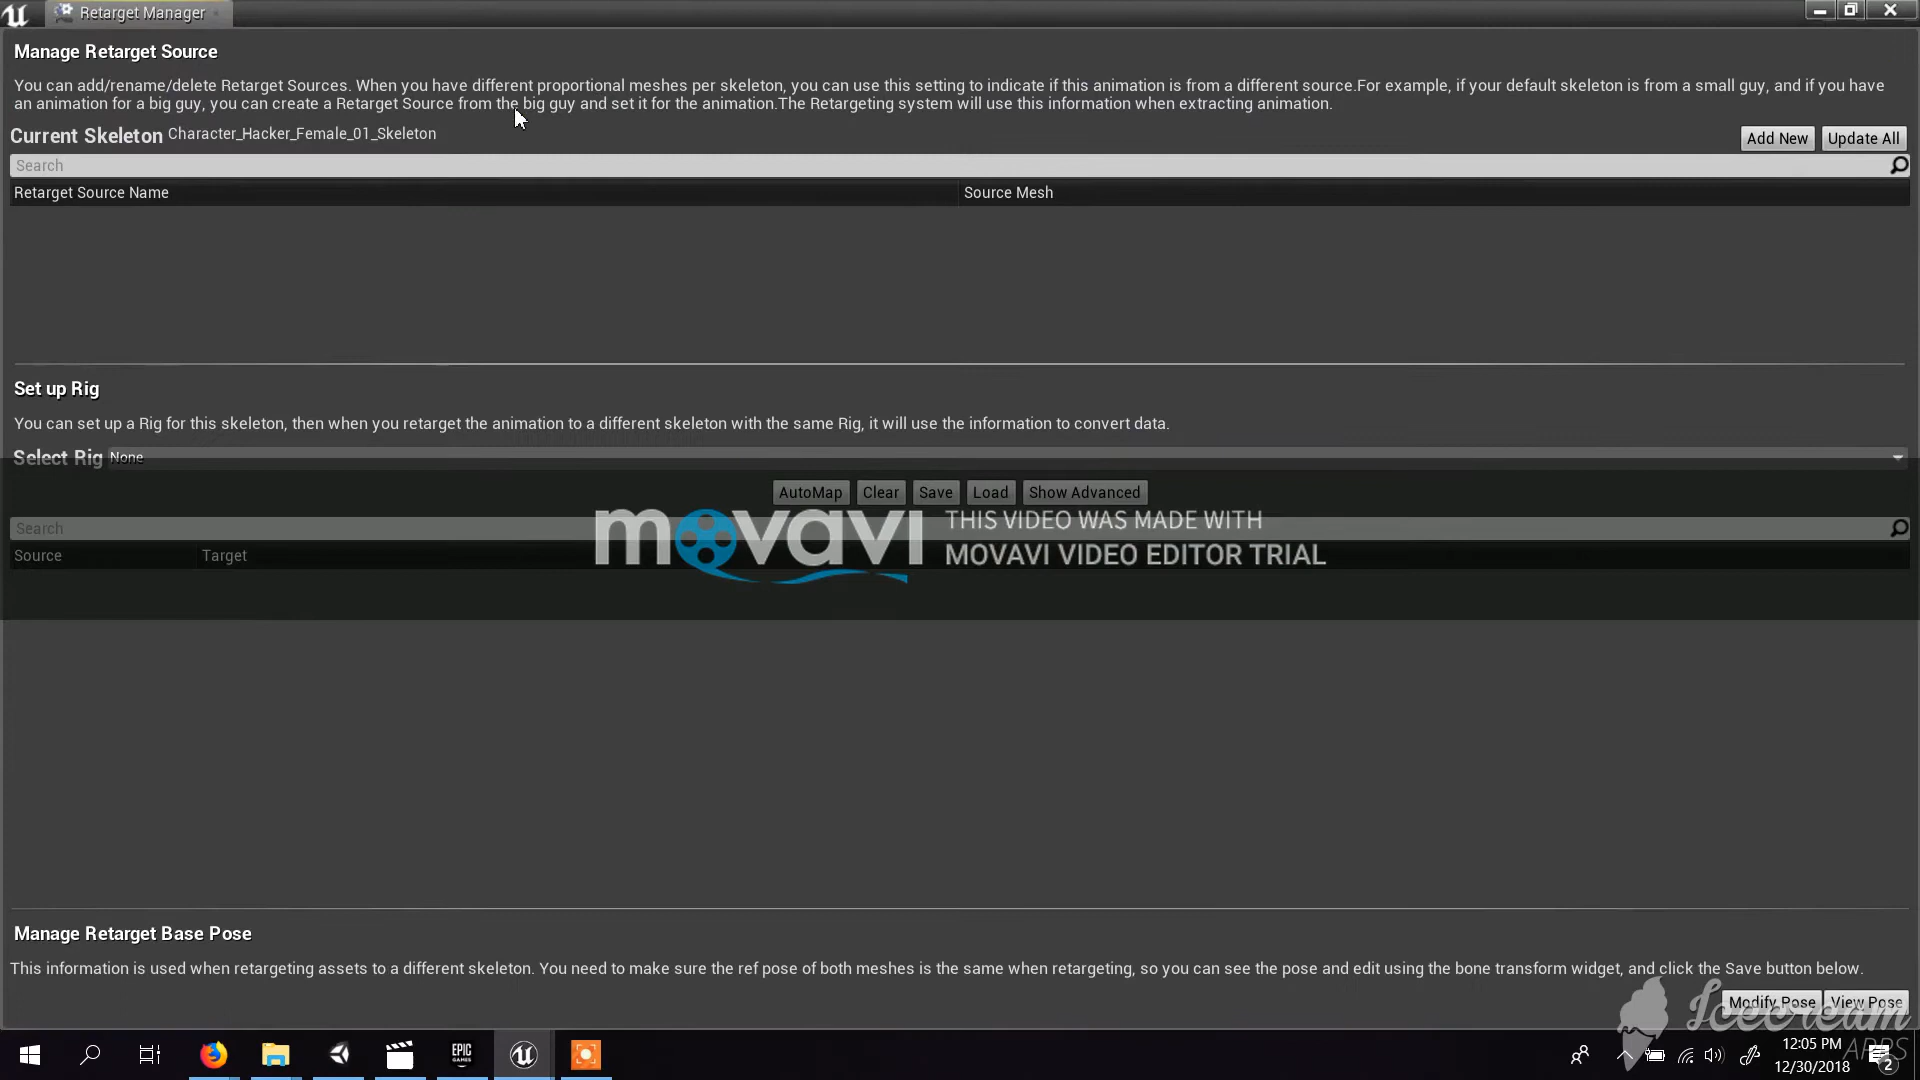 Retarget Manager
Manage Retarget Source
You can add/rename/delete Retarget Sources. When you have different proportional meshes per skeleton, you can use this setting to indicate if this animation is from a different source.For example, if your default skeleton is from a small guy, and if you have
an animation for a big guy, you can create a Retarget Source from the big guy and set it for the animation.The Retargeting system will use this information when extracting animation.
Current Skeleton Character_Hacker_Female_01_Skeleton
Add New Update All
Search
Retarget Source Name Source Mesh
Set up Rig
You can set up a Rig for this skeleton, then when you retarget the animation to a different skeleton with the same Rig, it will use the information to convert data.
Select Rig None
AutoMap Clear Save Load Show Advanced
Search
movavi THIS VIDEO WAS MADE WITH
MOVAVI VIDEO EDITOR TRIAL
Source Target
Manage Retarget Base Pose
This information is used when retargeting assets to a different skeleton. You need to make sure the ref pose of both meshes is the same when retargeting, so you can see the pose and edit using the bone transform widget, and click the Save button below.
Modify Pose View Pose
Icecream
APPS
EPIC
GAMES
12:05 PM
12/30/2018
2